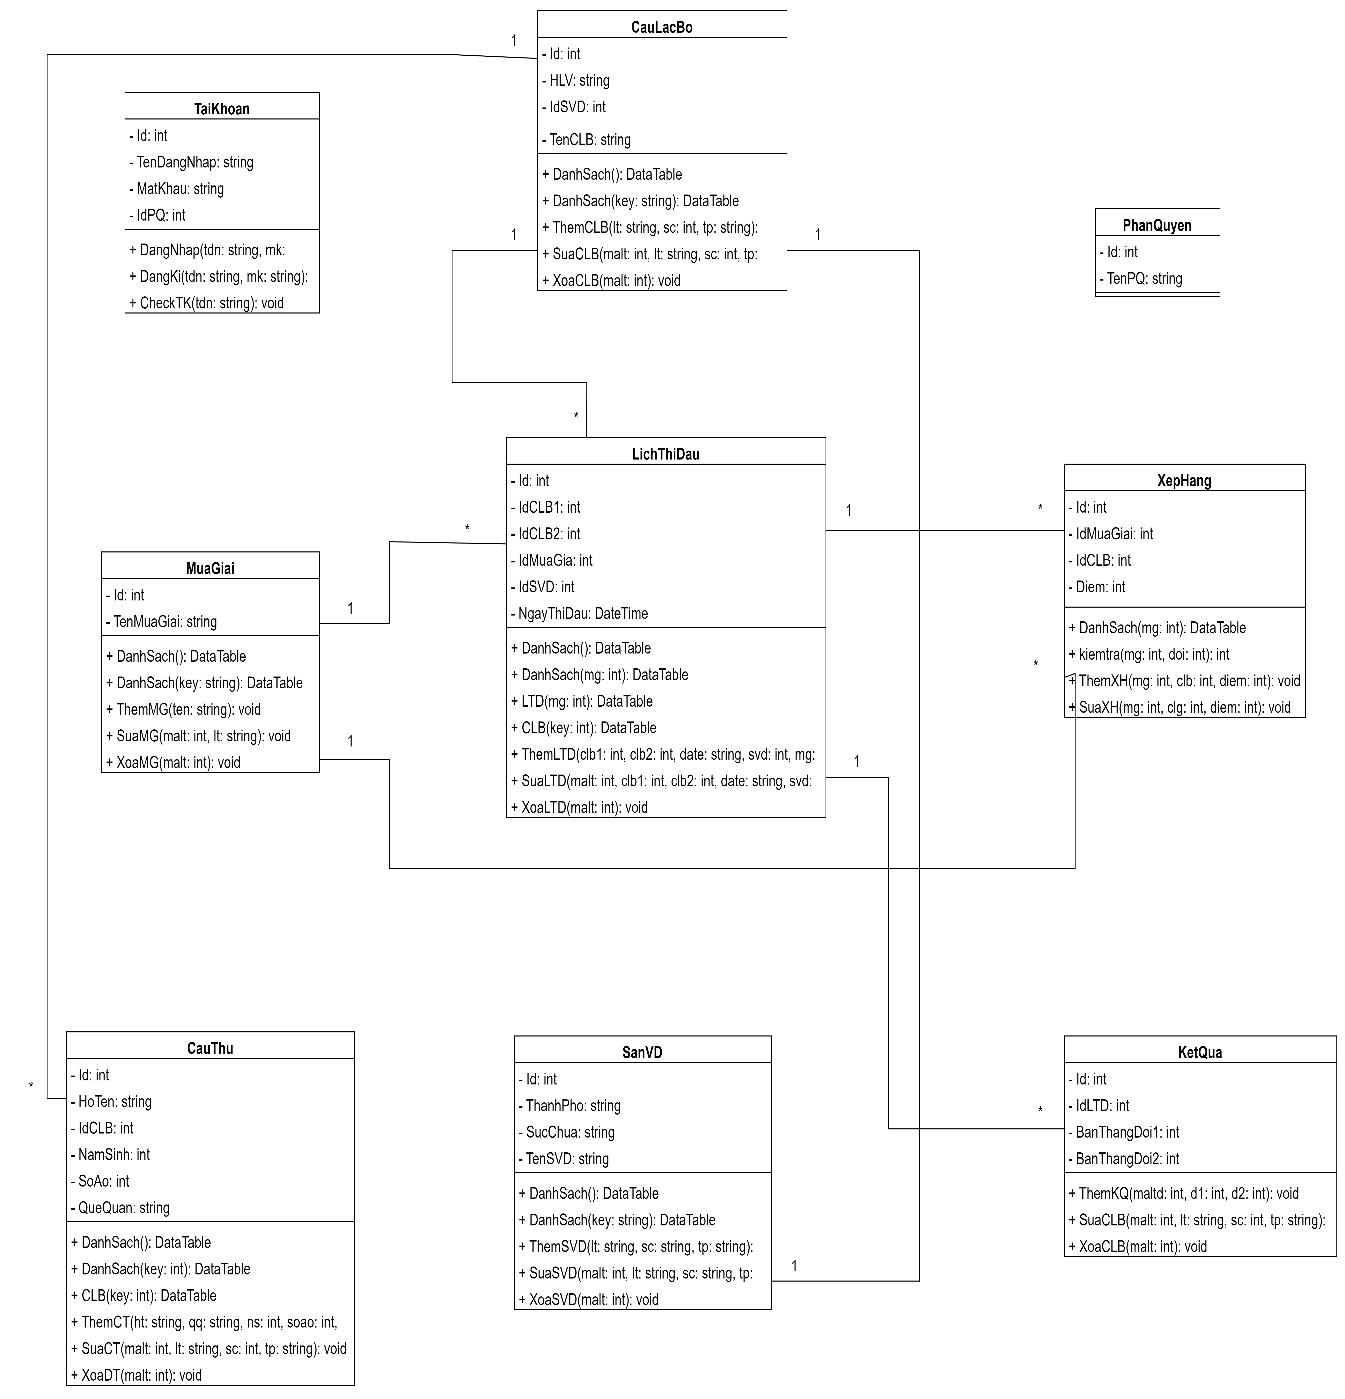 CauLacBo
- Id: int
- HLV: string
- IdSVD: int
- TenCLB: string
+ DanhSach(): DataTable
+ DanhSach(key: string): DataTable
+ ThemCLB(lt: string, sc: int, tp: string):
+ SuaCLB(malt: int, lt: string, sc: int, tp:
+ XoaCLB(malt: int): void
1
1
1
*
TaiKhoan
- Id: int
- TenDangNhap: string
- MatKhau: string
- IdPQ: int
+ DangNhap(tdn: string, mk:
+ DangKi(tdn: string, mk: string):
+ CheckTK(tdn: string): void
PhanQuyen
- Id: int
- TenPQ: string
LichThiDau
- Id: int
- IdCLB1: int
- IdCLB2: int
- IdMuaGia: int
- IdSVD: int
- NgayThiDau: DateTime
+ DanhSach(): DataTable
+ DanhSach(mg: int): DataTable
+ LTD(mg: int): DataTable
+ CLB(key: int): DataTable
+ ThemLTD(clb1: int, clb2: int, date: string, svd: int, mg:
+ SuaLTD(malt: int, clb1: int, clb2: int, date: string, svd:
+ XoaLTD(malt: int): void
*
1
*
1
XepHang
- Id: int
- IdMuaGiai: int
- IdCLB: int
- Diem: int
+ DanhSach(mg: int): DataTable
+ kiemtra(mg: int, doi: int): int
+ ThemXH(mg: int, clb: int, diem: int): void
+ SuaXH(mg: int, clg: int, diem: int): void
*
MuaGiai
- Id: int
- TenMuaGiai: string
+ DanhSach(): DataTable
+ DanhSach(key: string): DataTable
+ ThemMG(ten: string): void
+ SuaMG(malt: int, lt: string): void
+ XoaMG(malt: int): void
1
1
CauThu
- Id: int
- HoTen: string
- IdCLB: int
- NamSinh: int
- SoAo: int
- QueQuan: string
+ DanhSach(): DataTable
+ DanhSach(key: int): DataTable
+ CLB(key: int): DataTable
+ ThemCT(ht: string, qq: string, ns: int, soao: int,
+ SuaCT(malt: int, lt: string, sc: int, tp: string): void
+ XoaDT(malt: int): void
*
SanVD
- Id: int
- ThanhPho: string
- SucChua: string
- TenSVD: string
+ DanhSach(): DataTable
+ DanhSach(key: string): DataTable
+ ThemSVD(lt: string, sc: string, tp: string):
+ SuaSVD(malt: int, lt: string, sc: string, tp:
+ XoaSVD(malt: int): void
1
*
KetQua
- Id: int
- IdLTD: int
- BanThangDoi1: int
- BanThangDoi2: int
+ ThemKQ(maltd: int, d1: int, d2: int): void
+ SuaCLB(malt: int, lt: string, sc: int, tp: string):
+ XoaCLB(malt: int): void